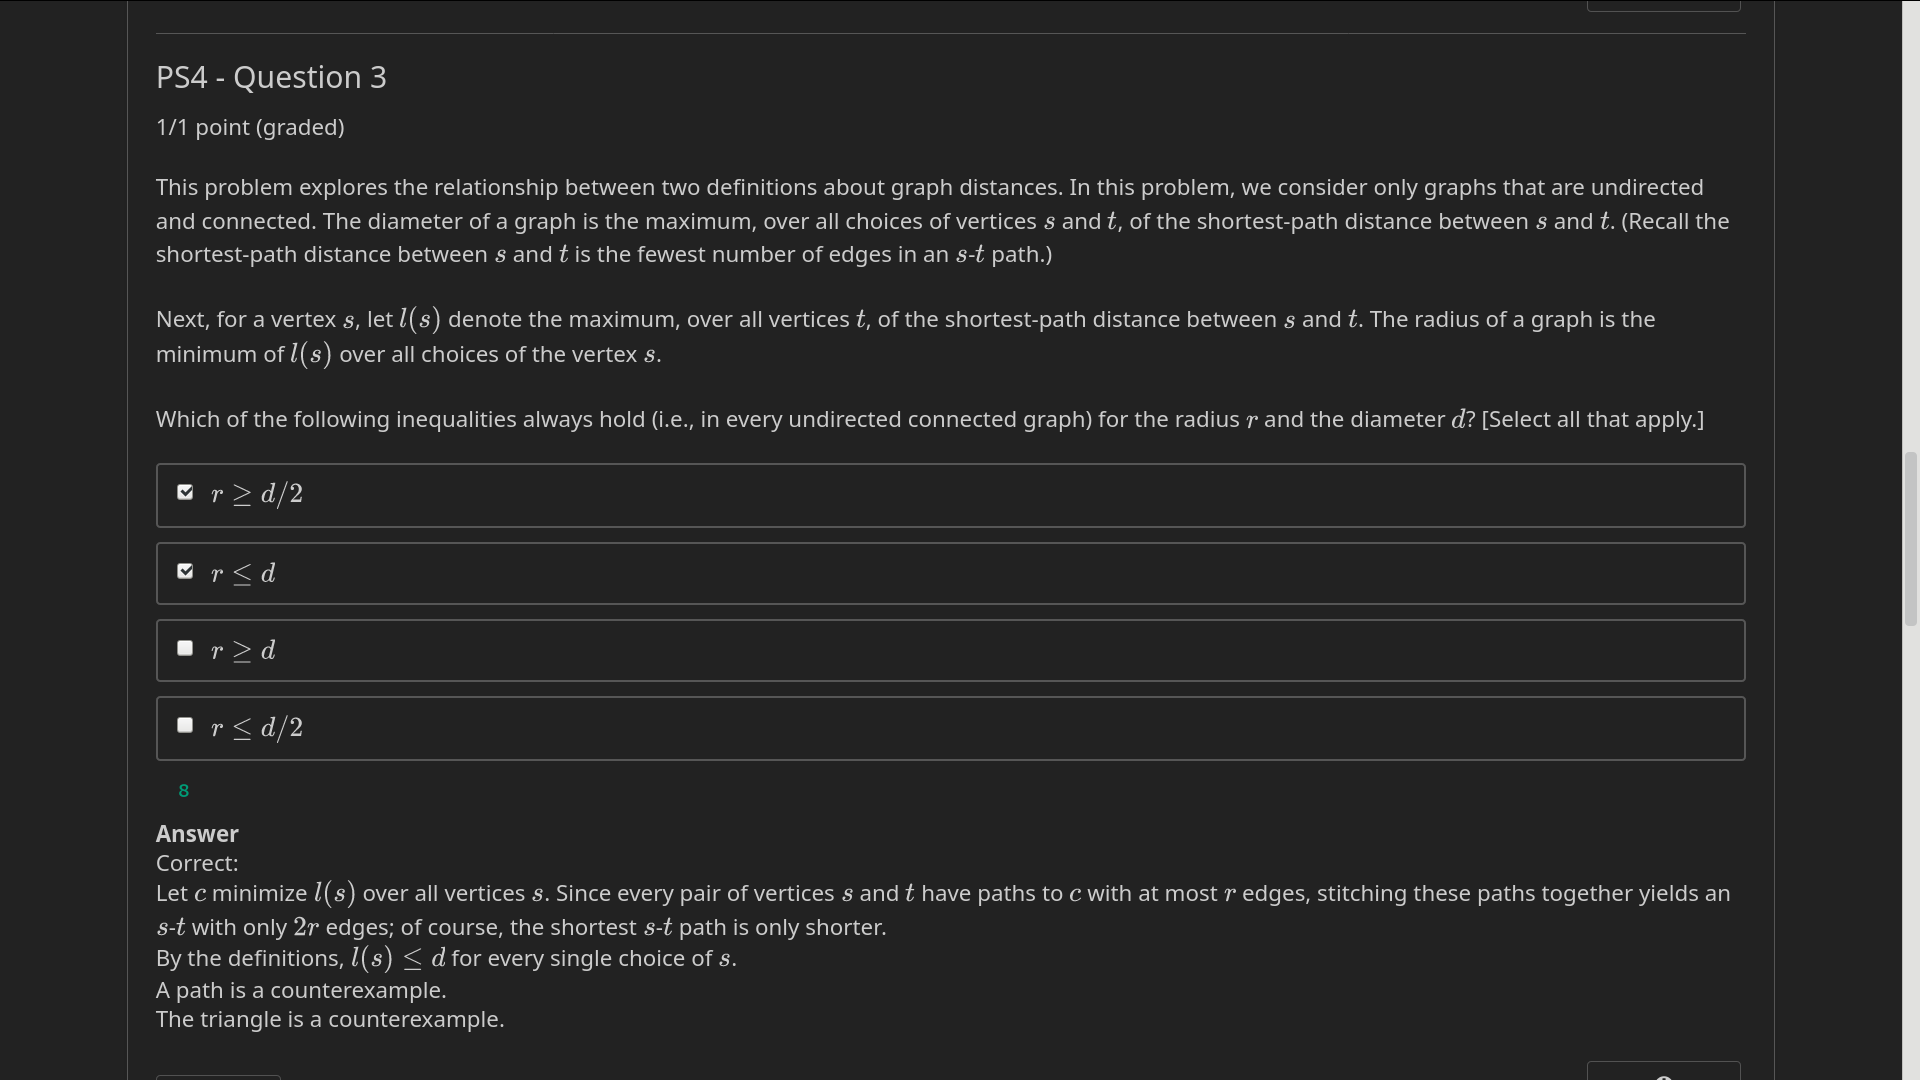 PS4 - Question 3
1/1 point (graded)
This problem explores the relationship between two definitions about graph distances. In this problem, we consider only graphs that are undirected
and connected. The diameter of a graph is the maximum, over all choices of vertices s and t, of the shortest-path distance between s and t. (Recall the
shortest-path distance between s and t is the fewest number of edges in an s-t path.)
Next, for a vertex s, let l(s) denote the maximum, over all vertices t, of the shortest-path distance between s and t. The radius of a graph is the
minimum of l(s) over all choices of the vertex s.
Which of the following inequalities always hold (i.e., in every undirected connected graph) for the radius r and the diameter d? [Select all that apply.]
r ≥ d/2
r ≤ d
r ≥ d
r ≤ d/2
8
Answer
Correct:
Let c minimize l(s) over all vertices s. Since every pair of vertices s and t have paths to c with at most r edges, stitching these paths together yields an
s-t with only 2r edges; of course, the shortest s-t path is only shorter.
By the definitions, l(s) ≤ d for every single choice of s.
A path is a counterexample.
The triangle is a counterexample.